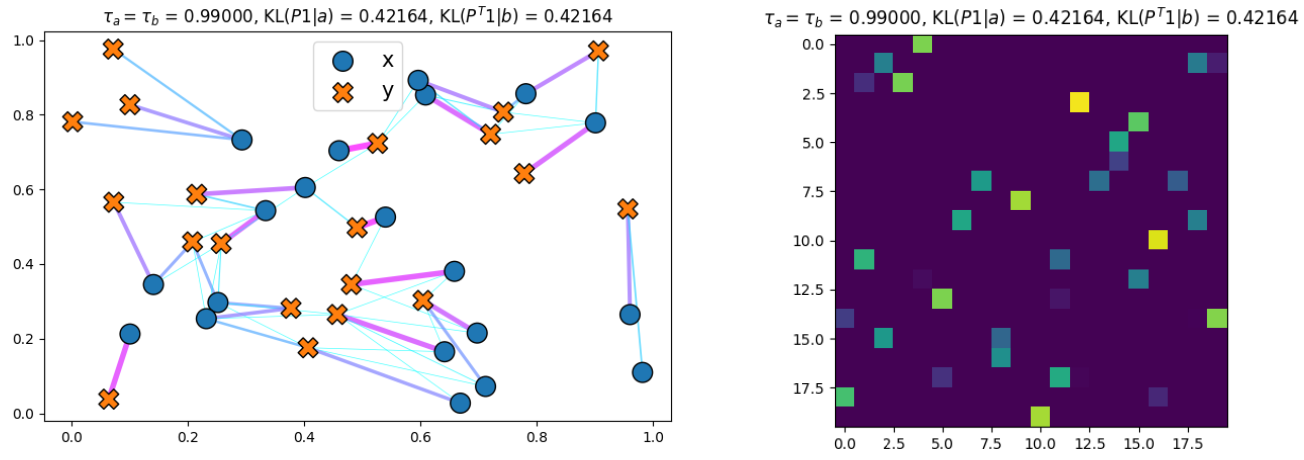 τₐ = τ_b = 0.99000, KL(P1|a) = 0.42164, KL(Pᵀ1|b) = 0.42164
1.0
0.8
0.6
0.4
0.2
0.0
0.0 0.2 0.4 0.6 0.8 1.0
x
y
τₐ = τ_b = 0.99000, KL(P1|a) = 0.42164, KL(Pᵀ1|b) = 0.42164
0.0
2.5
5.0
7.5
10.0
12.5
15.0
17.5
0.0 2.5 5.0 7.5 10.0 12.5 15.0 17.5